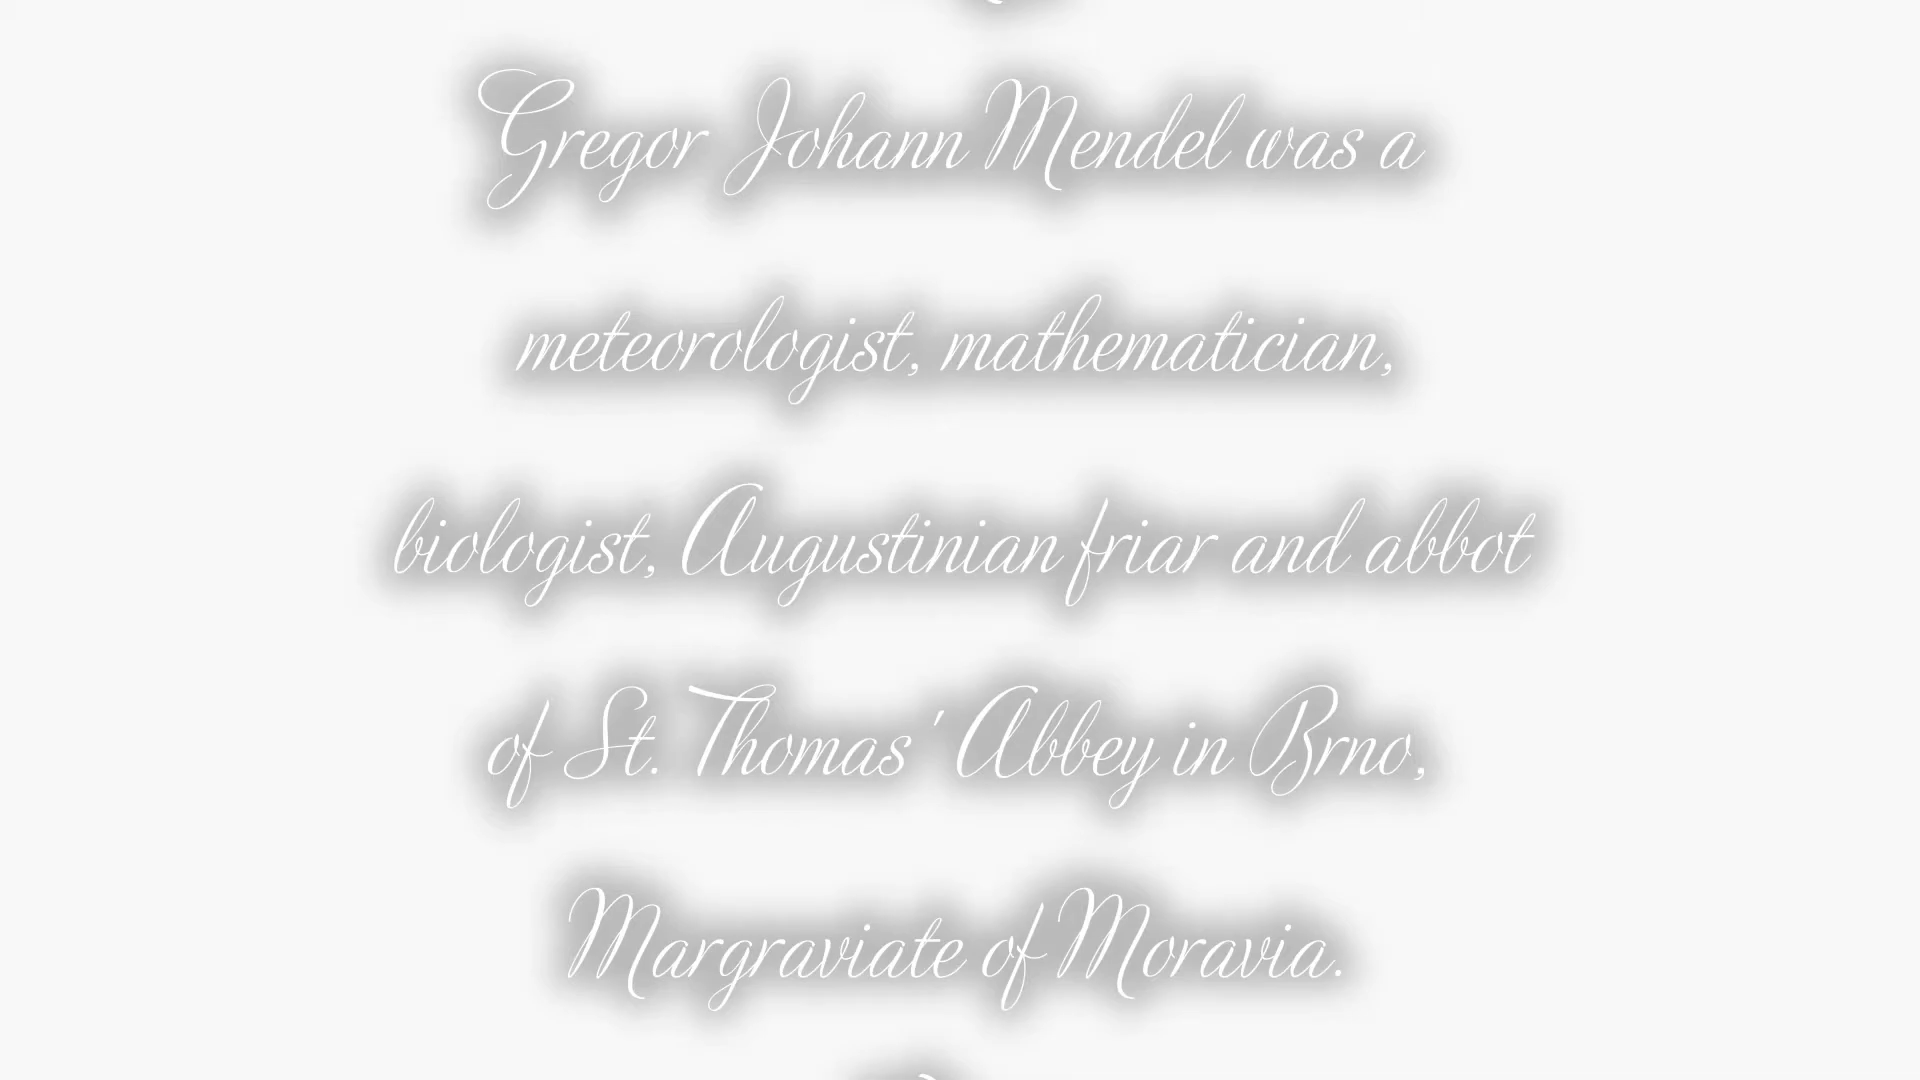 Gregor Johann Mendel was a
meteorologist, mathematician,
biologist, Augustinian friar and abbot
of St. Thomas' Abbey in Brno,
Margraviate of Moravia.